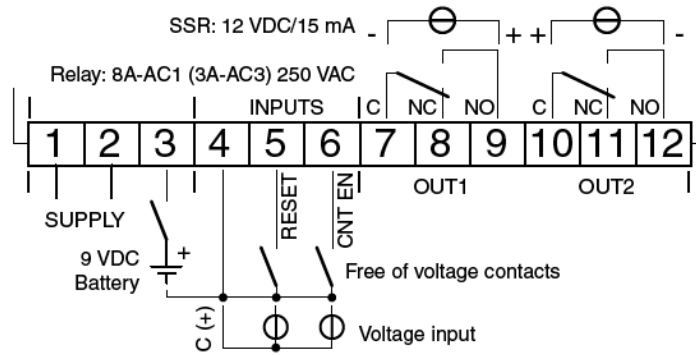 SSR: 12 VDC/15 mA - + + -
Relay: 8A-AC1 (3A-AC3) 250 VAC
INPUTS C NC NO C NC NO
1 2 3 4 5 6 7 8 9 10 11 12
SUPPLY RESET CNT EN OUT1 OUT2
9 VDC +
Battery
Free of voltage contacts
C (+)
Voltage input